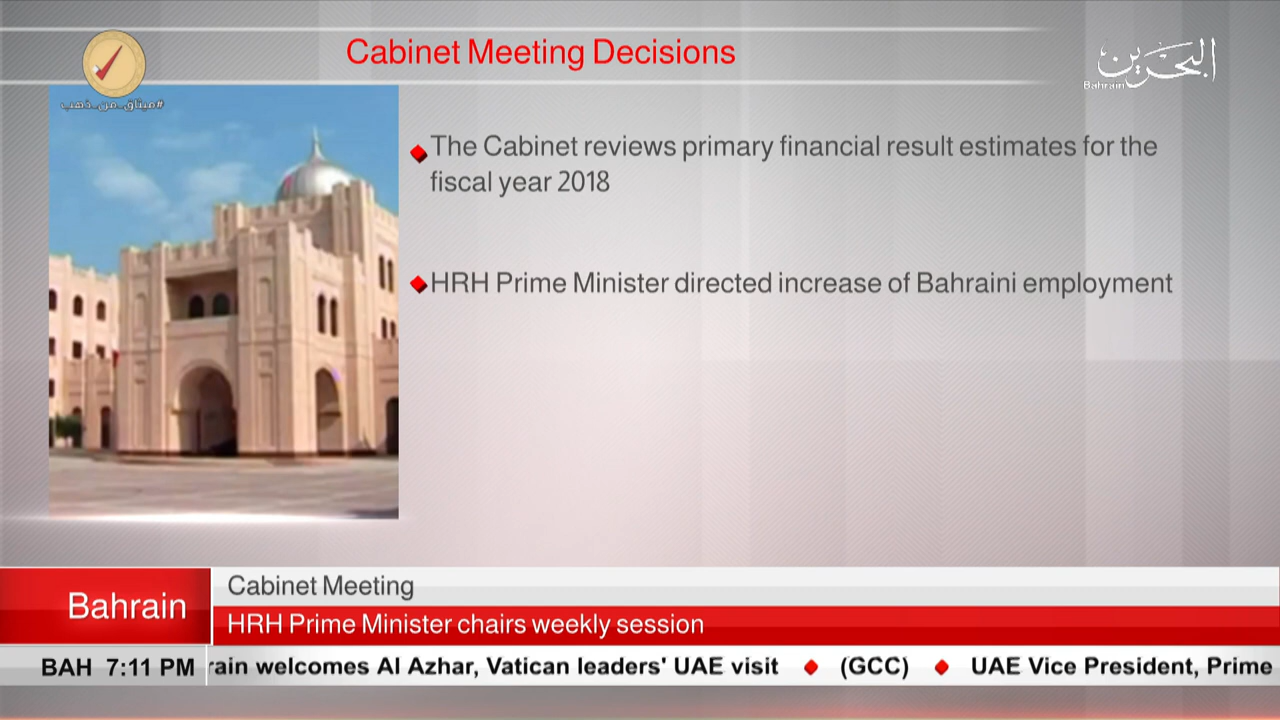 Cabinet Meeting Decisions
#ميثاق_من_ذهب
البحرين
Bahrain
The Cabinet reviews primary financial result estimates for the
fiscal year 2018
HRH Prime Minister directed increase of Bahraini employment
Bahrain
Cabinet Meeting
HRH Prime Minister chairs weekly session
BAH 7:11 PM
rain welcomes Al Azhar, Vatican leaders' UAE visit ♦ (GCC) ♦ UAE Vice President, Prime